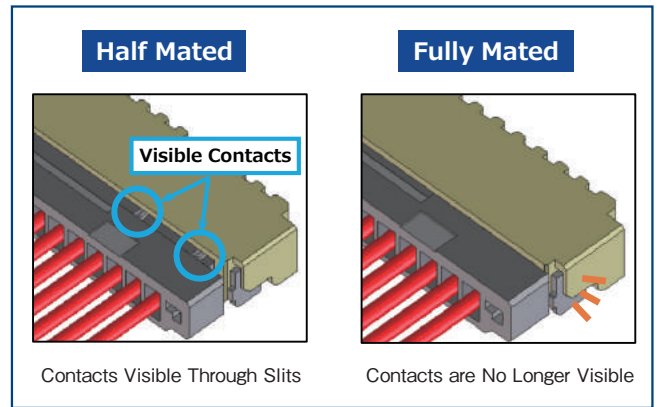 Half Mated
Fully Mated
Visible Contacts
Contacts Visible Through Slits
Contacts are No Longer Visible